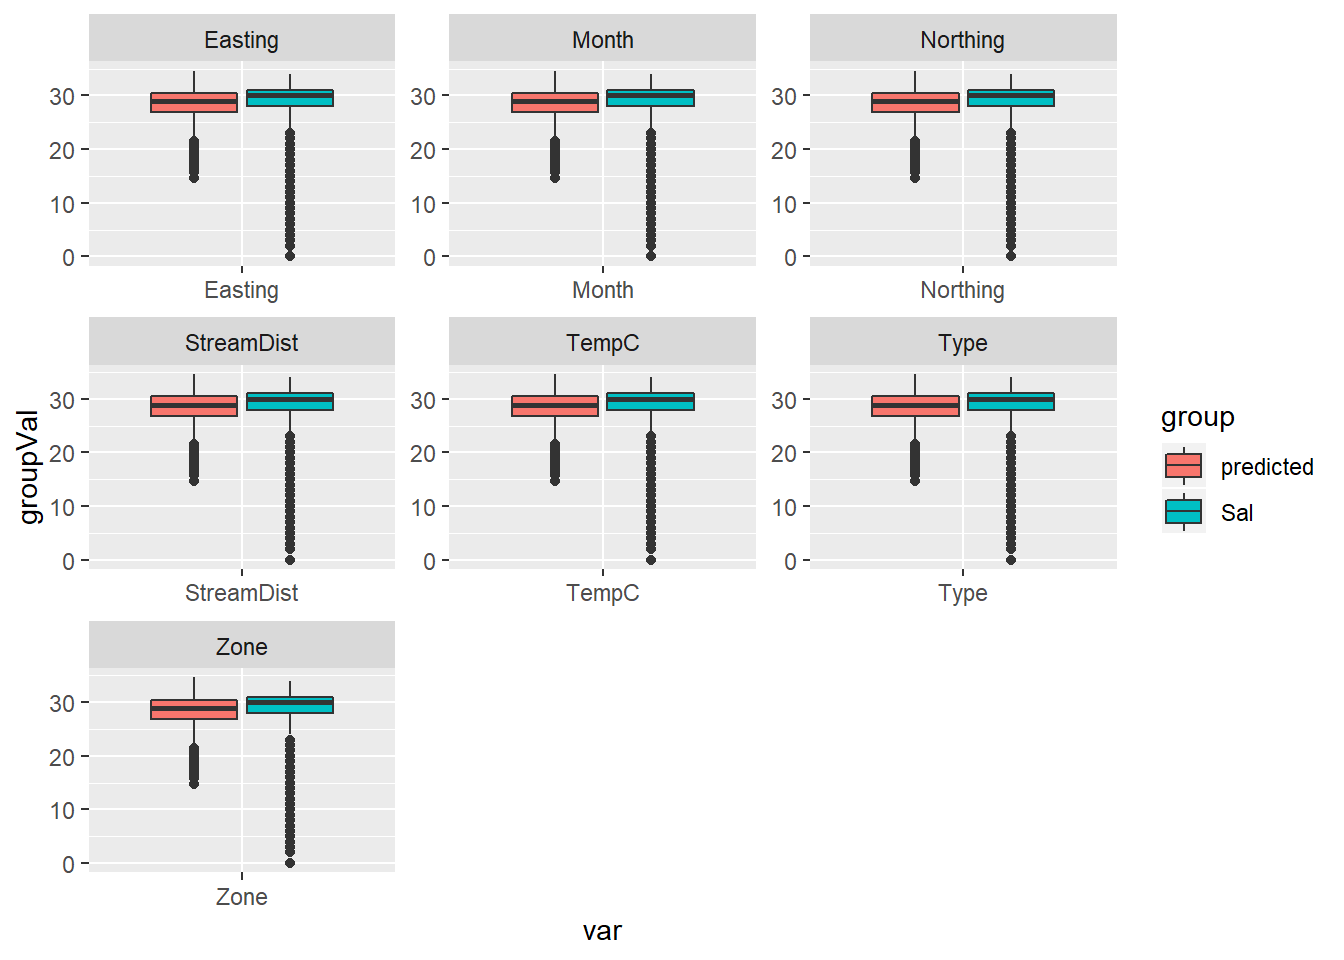 Easting Month Northing
30 30 30
20 20 20
10 10 10
0 0 0
Easting Month Northing
StreamDist TempC Type
30 30 30
20 20 20
10 10 10
0 0 0
StreamDist TempC Type
Zone
30
20
10
0
Zone
var
groupVal
group
predicted
Sal